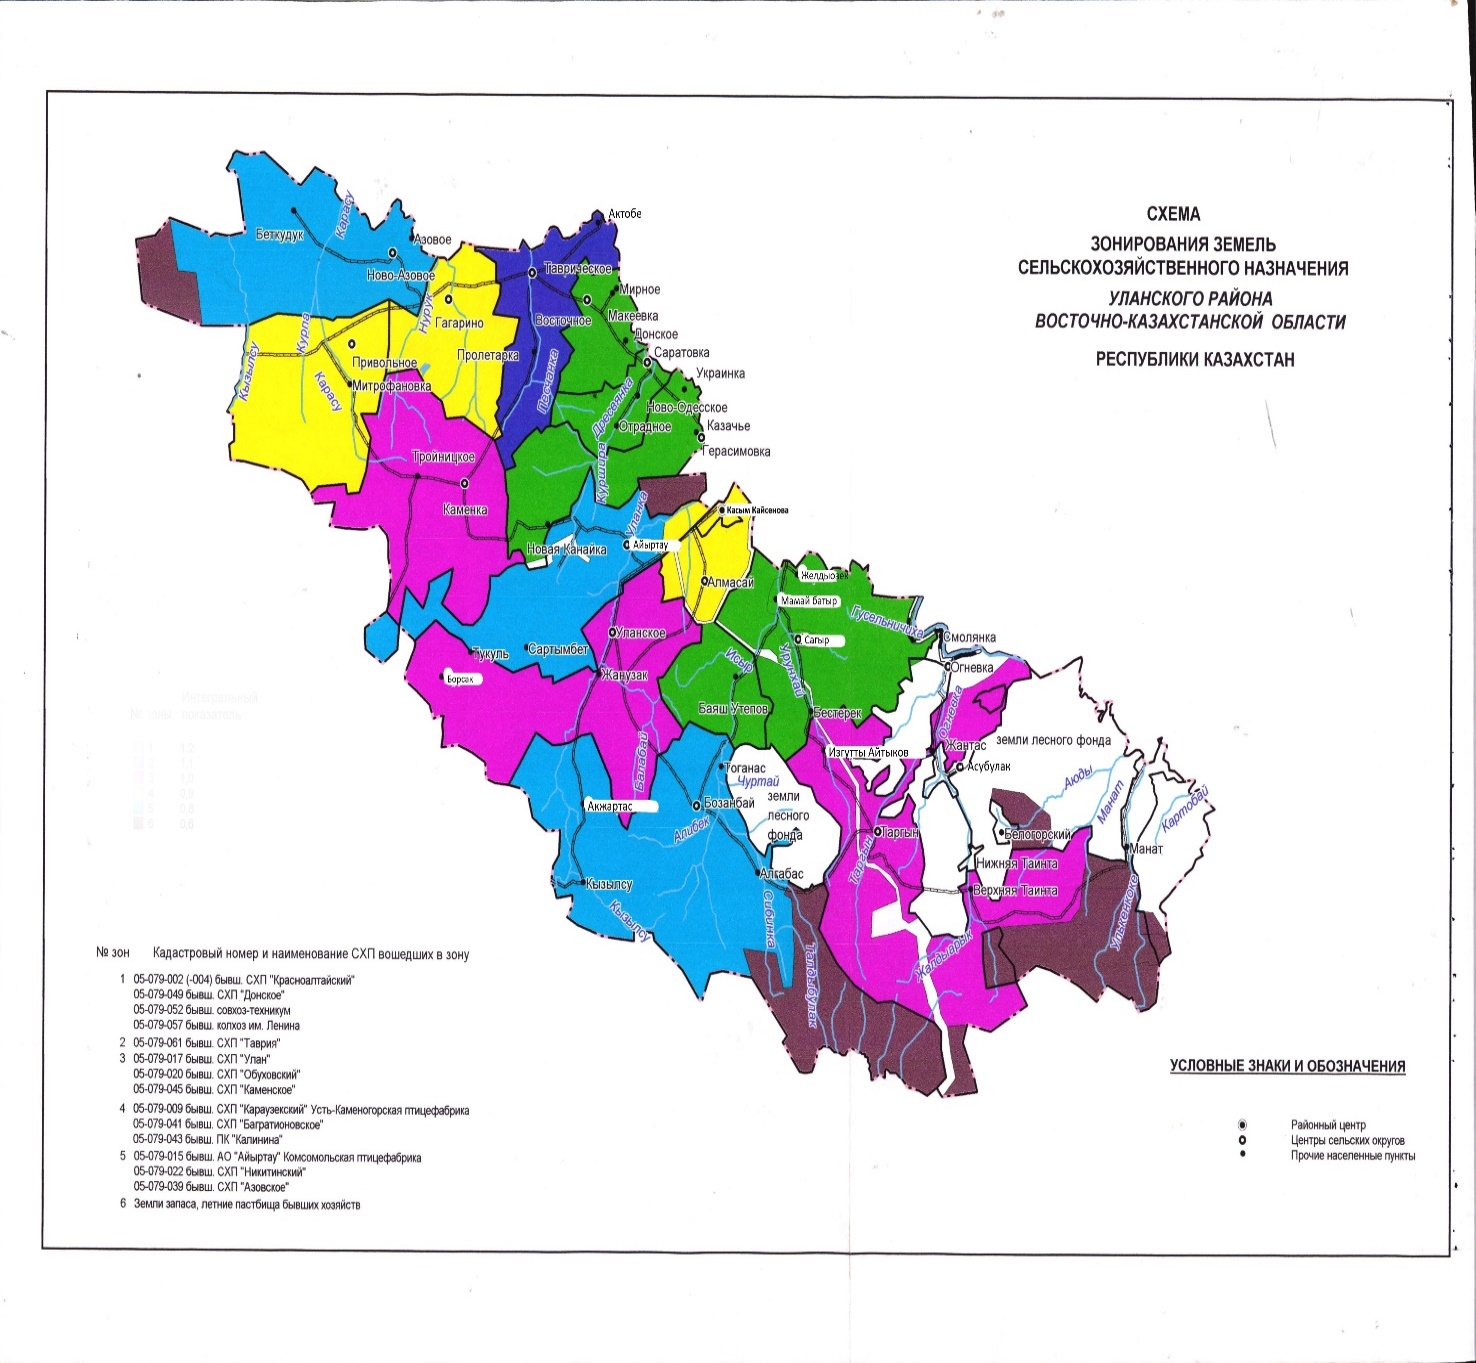 СХЕМА
ЗОНИРОВАНИЯ ЗЕМЕЛЬ
СЕЛЬСКОХОЗЯЙСТВЕННОГО НАЗНАЧЕНИЯ
УЛАНСКОГО РАЙОНА
ВОСТОЧНО-КАЗАХСТАНСКОЙ ОБЛАСТИ
РЕСПУБЛИКИ КАЗАХСТАН
Актобе
Карасу
Беткудук
Азовое
Ново-Азовое
Таврическое
Мирное
Нурук
Гагарино
Макеевка
Восточное
Курпа
Донское
Саратовка
Пролетарка
Привольное
Кызылсу
Митрофановка
Украинка
Карасу
Песчанка
Дресвянка
Ново-Одесское
Отрадное
Казачье
Герасимовка
Тройницкое
Куршира
Каменка
Уланка
Касым Кайсенова
Новая Канайка
Айыртау
Алмасай
Желдыозек
Мамай батыр
Гусельничиха
Уланское
Сагыр
Смолянка
Тукуль
Сартымбет
Исыр
Урунхай
Огневка
Борсак
Жанузак
Баяш Утепов
Бестерек
Огневка
Балабай
Изгутты Айтыков
Жантас
земли лесного фонда
Асубулак
Тоганас
Чуртай
Аюды
Манат
Картобай
Акжартас
Бозанбай
земли
лесного
фонда
Алибек
Таргын
Белогорский
Манат
Таргын
Нижняя Таинта
Алгабас
Кызылсу
Верхняя Таинта
Кызылсу
Сибинка
Улькенкоке
Жалдыарык
Интегральный
№ зоны показатель
№ зон Кадастровый номер и наименование СХП вошедших в зону
1 05-079-002 (-004) бывш. СХП "Красноалтайский"
05-079-049 бывш. СХП "Донское"
05-079-052 бывш. совхоз-техникум
05-079-057 бывш. колхоз им. Ленина
2 05-079-061 бывш. СХП "Таврия"
3 05-079-017 бывш. СХП "Улан"
05-079-020 бывш. СХП "Обуховский"
05-079-045 бывш. СХП "Каменское"
4 05-079-009 бывш. СХП "Караузекский" Усть-Каменогорская птицефабрика
05-079-041 бывш. СХП "Багратионовское"
05-079-043 бывш. ПК "Калинина"
5 05-079-015 бывш. АО "Айыртау" Комсомольская птицефабрика
05-079-022 бывш. СХП "Никитинский"
05-079-039 бывш. СХП "Азовское"
6 Земли запаса, летние пастбища бывших хозяйств
УСЛОВНЫЕ ЗНАКИ И ОБОЗНАЧЕНИЯ
Районный центр
Центры сельских округов
Прочие населенные пункты